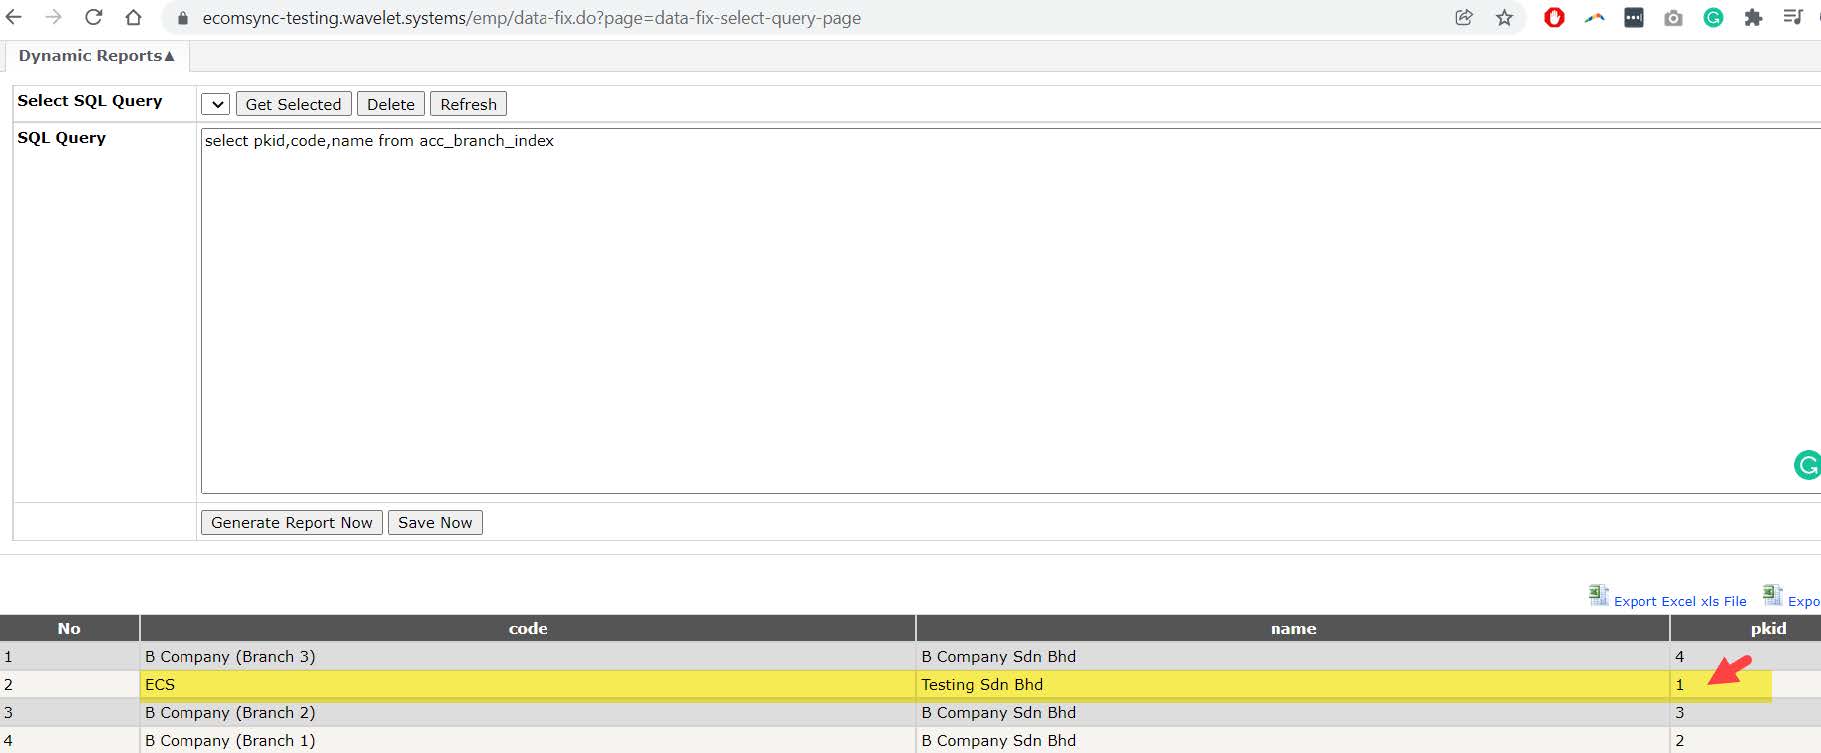 ecomsync-testing.wavelet.systems/emp/data-fix.do?page=data-fix-select-query-page
Dynamic Reports▲
Select SQL Query Get Selected Delete Refresh
SQL Query select pkid,code,name from acc_branch_index
Generate Report Now Save Now
Export Excel xls File Expo
No code name pkid
1 B Company (Branch 3) B Company Sdn Bhd 4
2 ECS Testing Sdn Bhd 1
3 B Company (Branch 2) B Company Sdn Bhd 3
4 B Company (Branch 1) B Company Sdn Bhd 2